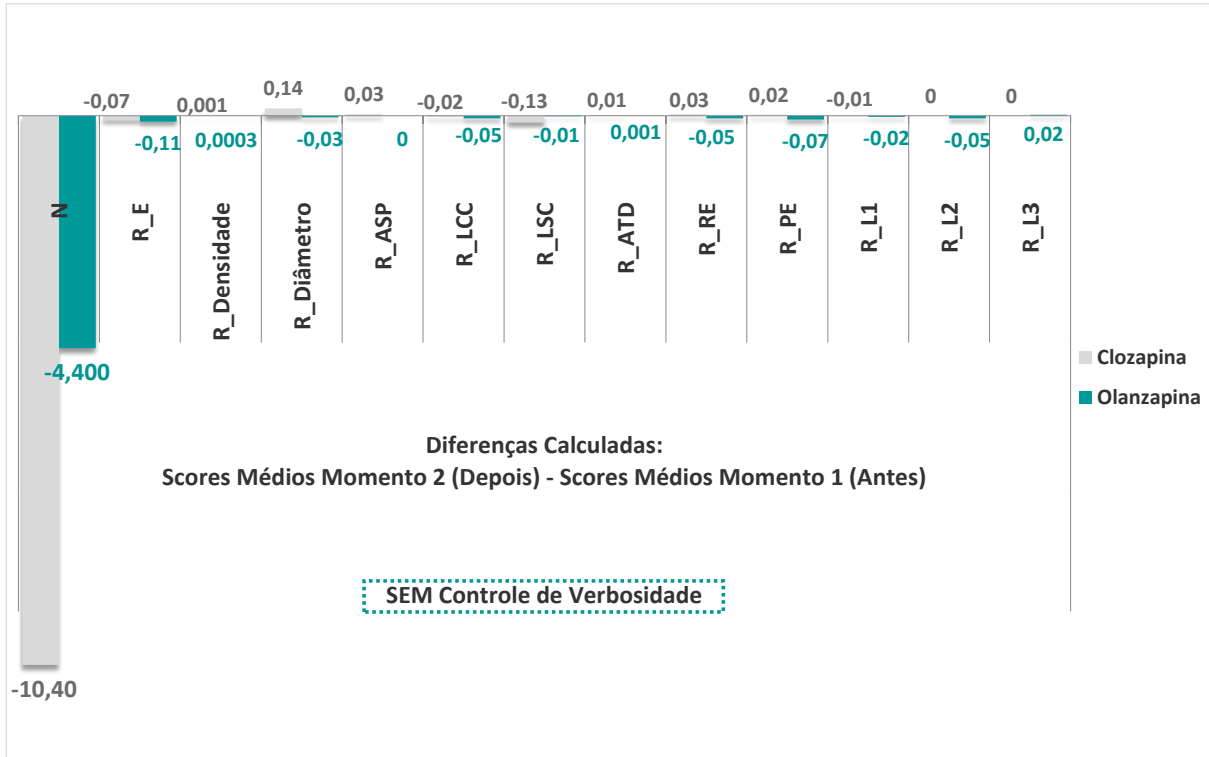 -0,07 0,001 0,14 0,03 -0,02 -0,13 0,01 0,03 0,02 -0,01 0 0
-0,11 0,0003 -0,03 0 -0,05 -0,01 0,001 -0,05 -0,07 -0,02 -0,05 0,02
N
R_E
R_Densidade
R_Diâmetro
R_ASP
R_LCC
R_LSC
R_ATD
R_RE
R_PE
R_L1
R_L2
R_L3
-4,400
Clozapina
Olanzapina
Diferenças Calculadas:
Scores Médios Momento 2 (Depois) - Scores Médios Momento 1 (Antes)
SEM Controle de Verbosidade
-10,40